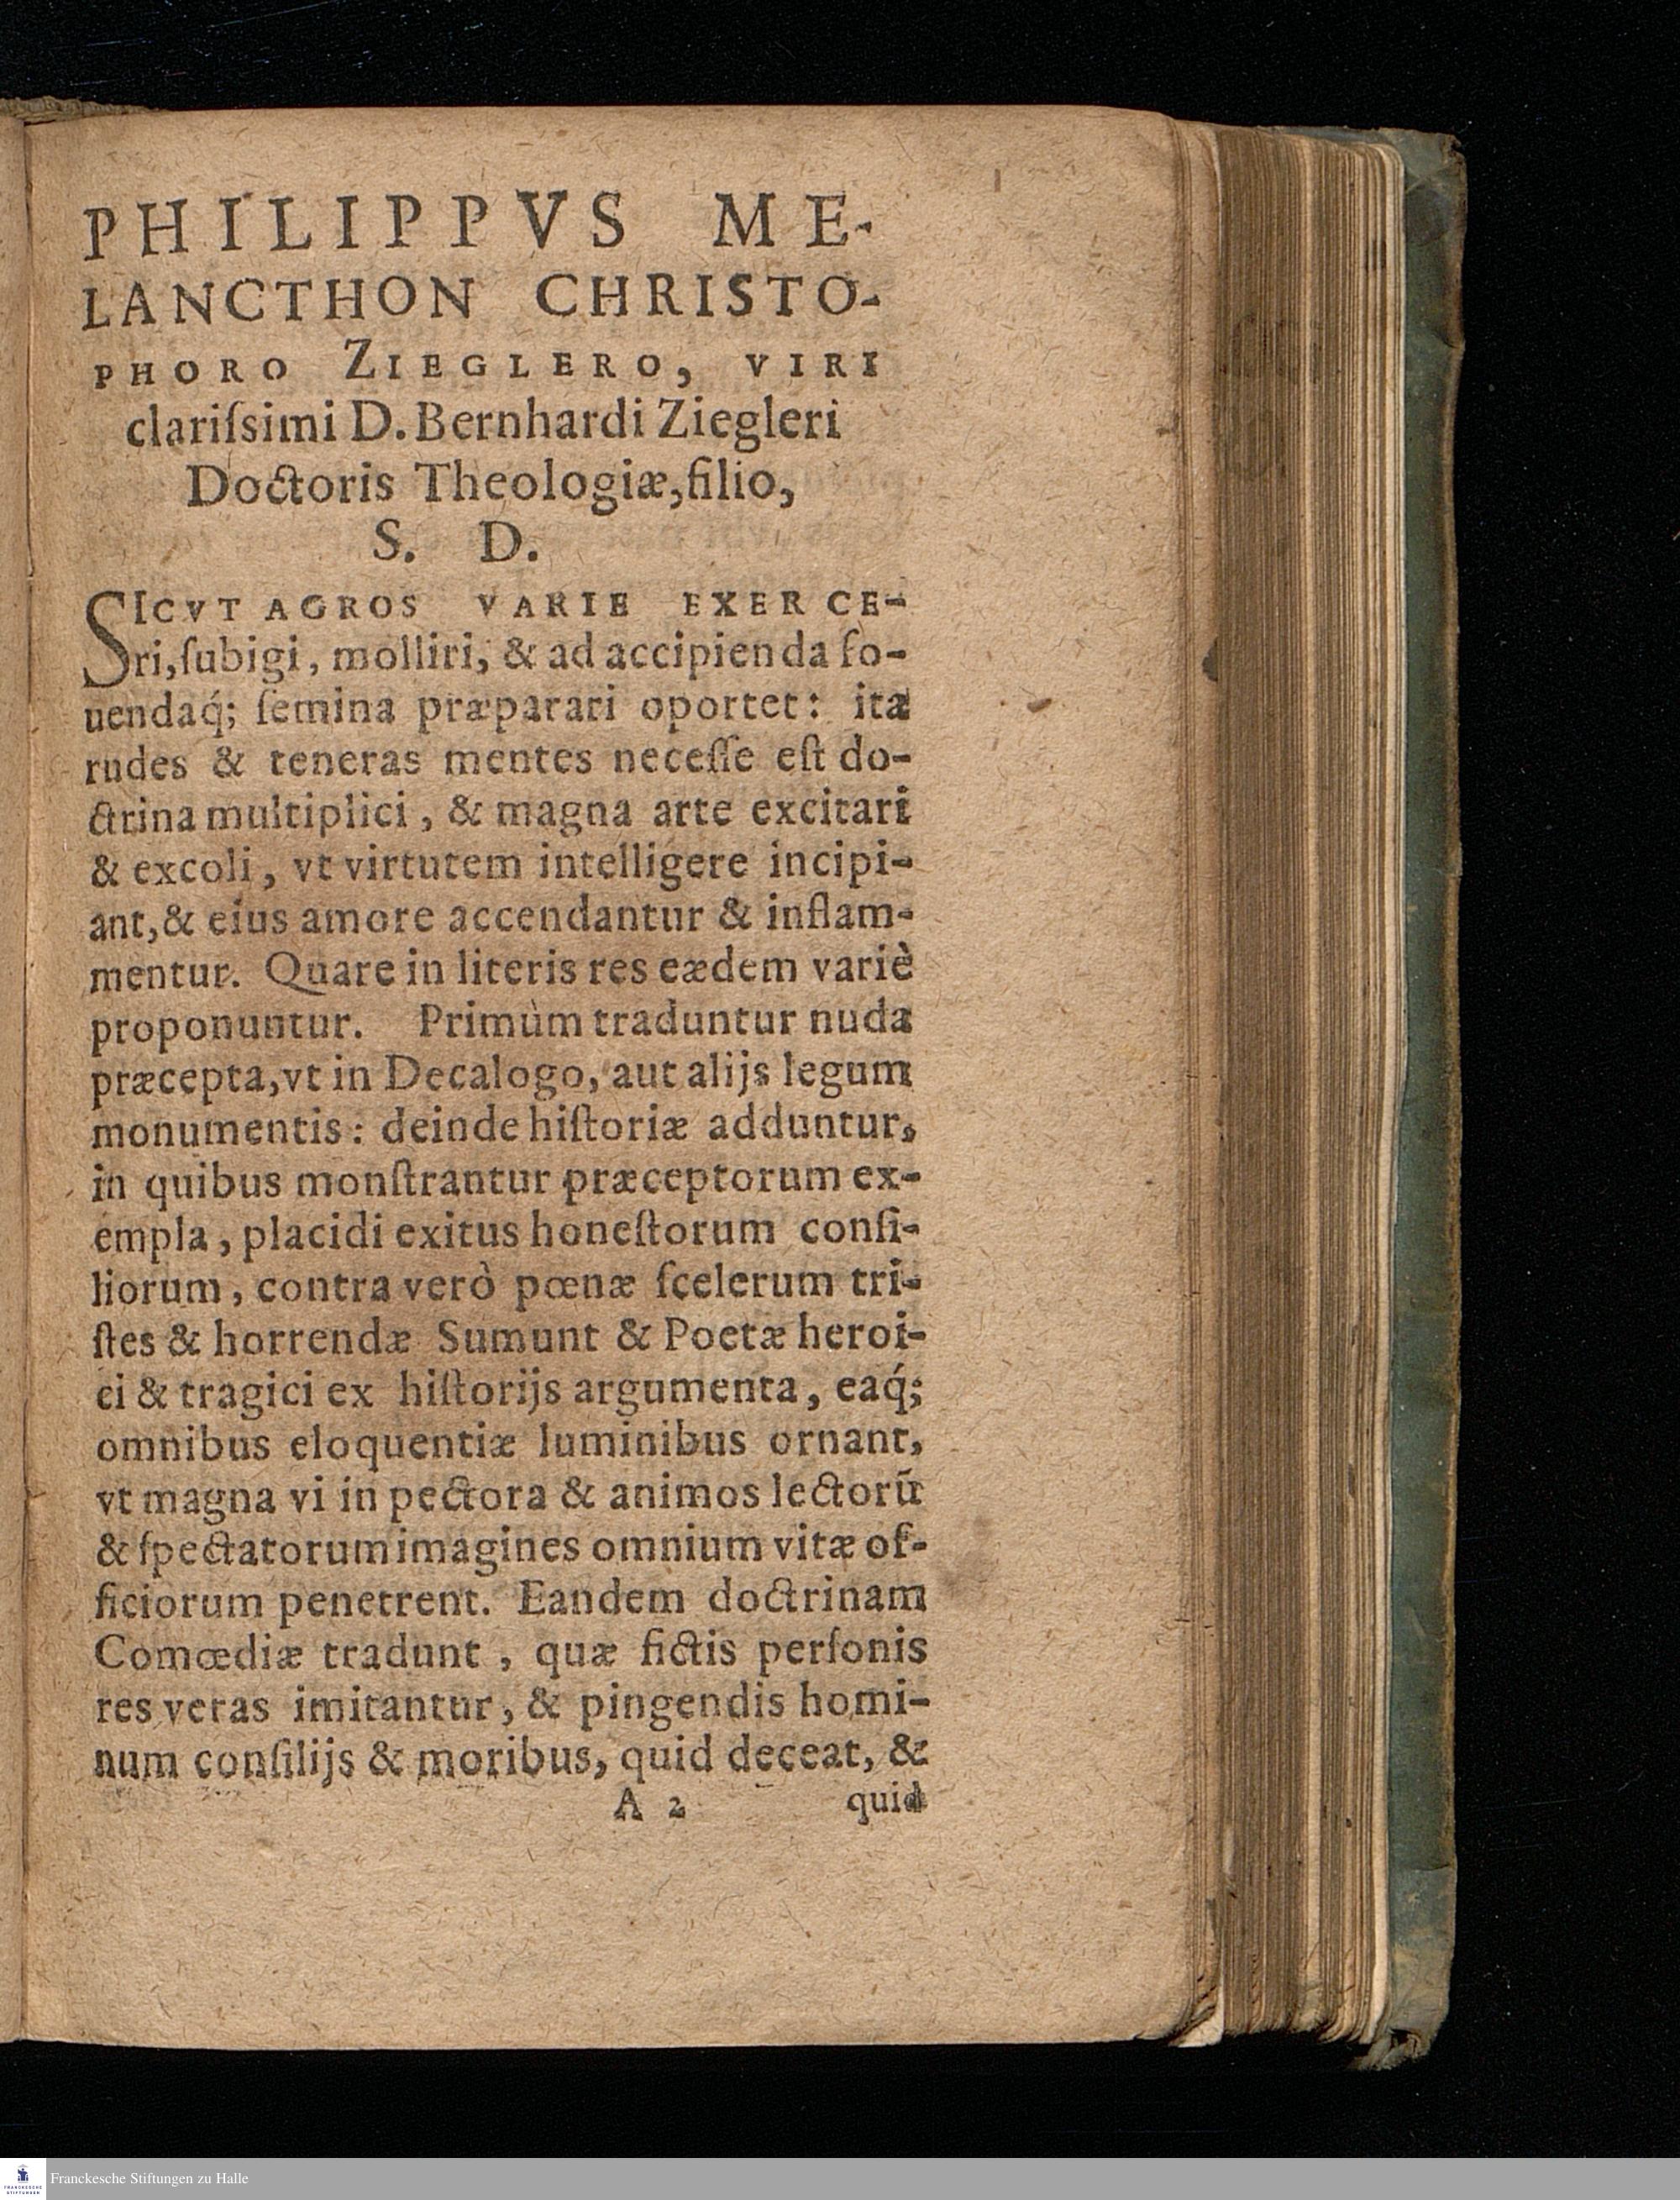 PHILIPPVS ME-
LANCTHON CHRISTO-
PHORO ZIEGLERO, VIRI
clariſsimi D. Bernhardi Ziegleri
Doctoris Theologiæ, filio,
S. D.
SICVT AGROS VARIE EXERCE-
ri, ſubigi, molliri, & ad accipienda fo-
uendaq́; ſemina præparari oportet: ita
rudes & teneras mentes neceſſe eſt do-
ctrina multiplici, & magna arte excitari
& excoli, vt virtutem intelligere incipi-
ant, & eius amore accendantur & inflam-
mentur. Quare in literis res eædem variè
proponuntur. Primùm traduntur nuda
præcepta, vt in Decalogo, aut alijs legum
monumentis: deinde hiſtoriæ adduntur,
in quibus monſtrantur præceptorum ex-
empla, placidi exitus honeſtorum conſi-
liorum, contra verò pœnæ ſcelerum tri-
ſtes & horrendæ Sumunt & Poetæ heroi-
ci & tragici ex hiſtorijs argumenta, eaq́;
omnibus eloquentiæ luminibus ornant,
vt magna vi in pectora & animos lectorū
& ſpectatorum imagines omnium vitæ of-
ficiorum penetrent. Eandem doctrinam
Comœdiæ tradunt, quæ fictis perſonis
res veras imitantur, & pingendis homi-
num conſilijs & moribus, quid deceat, &
A 2 quid
FRANCKESCHE STIFTUNGEN
Franckesche Stiftungen zu Halle